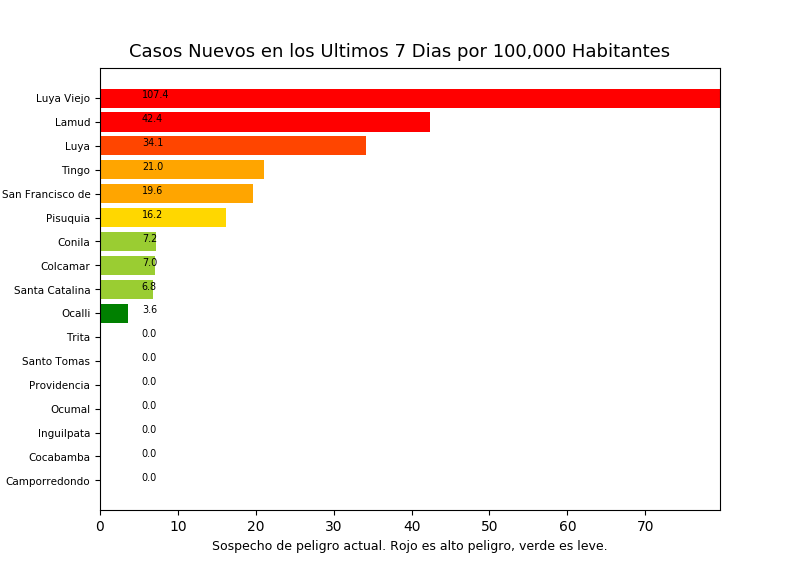 Casos Nuevos en los Ultimos 7 Dias por 100,000 Habitantes
Luya Viejo 107.4
Lamud 42.4
Luya 34.1
Tingo 21.0
San Francisco de 19.6
Pisuquia 16.2
Conila 7.2
Colcamar 7.0
Santa Catalina 6.8
Ocalli 3.6
Trita 0.0
Santo Tomas 0.0
Providencia 0.0
Ocumal 0.0
Inguilpata 0.0
Cocabamba 0.0
Camporredondo 0.0
0 10 20 30 40 50 60 70
Sospecho de peligro actual. Rojo es alto peligro, verde es leve.